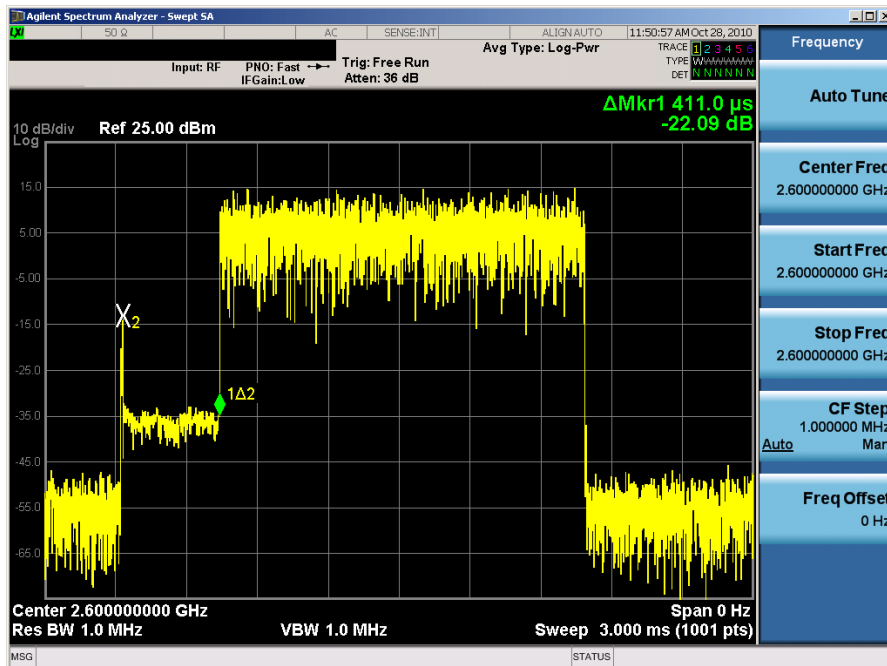 Agilent Spectrum Analyzer - Swept SA
LXI 50 Ω AC SENSE:INT ALIGN AUTO 11:50:57 AM Oct 28, 2010
Avg Type: Log-Pwr TRACE 1 2 3 4 5 6
Input: RF PNO: Fast Trig: Free Run TYPE WWWWWW
IFGain:Low Atten: 36 dB DET N N N N N N
ΔMkr1 411.0 µs
-22.09 dB
10 dB/div Ref 25.00 dBm
Log
15.0
5.00
-5.00
-15.0
2
-25.0
1Δ2
-35.0
-45.0
-55.0
-65.0
Center 2.600000000 GHz Span 0 Hz
Res BW 1.0 MHz VBW 1.0 MHz Sweep 3.000 ms (1001 pts)
MSG STATUS
Frequency
Auto Tune
Center Freq
2.600000000 GHz
Start Freq
2.600000000 GHz
Stop Freq
2.600000000 GHz
CF Step
1.000000 MHz
Auto Man
Freq Offset
0 Hz